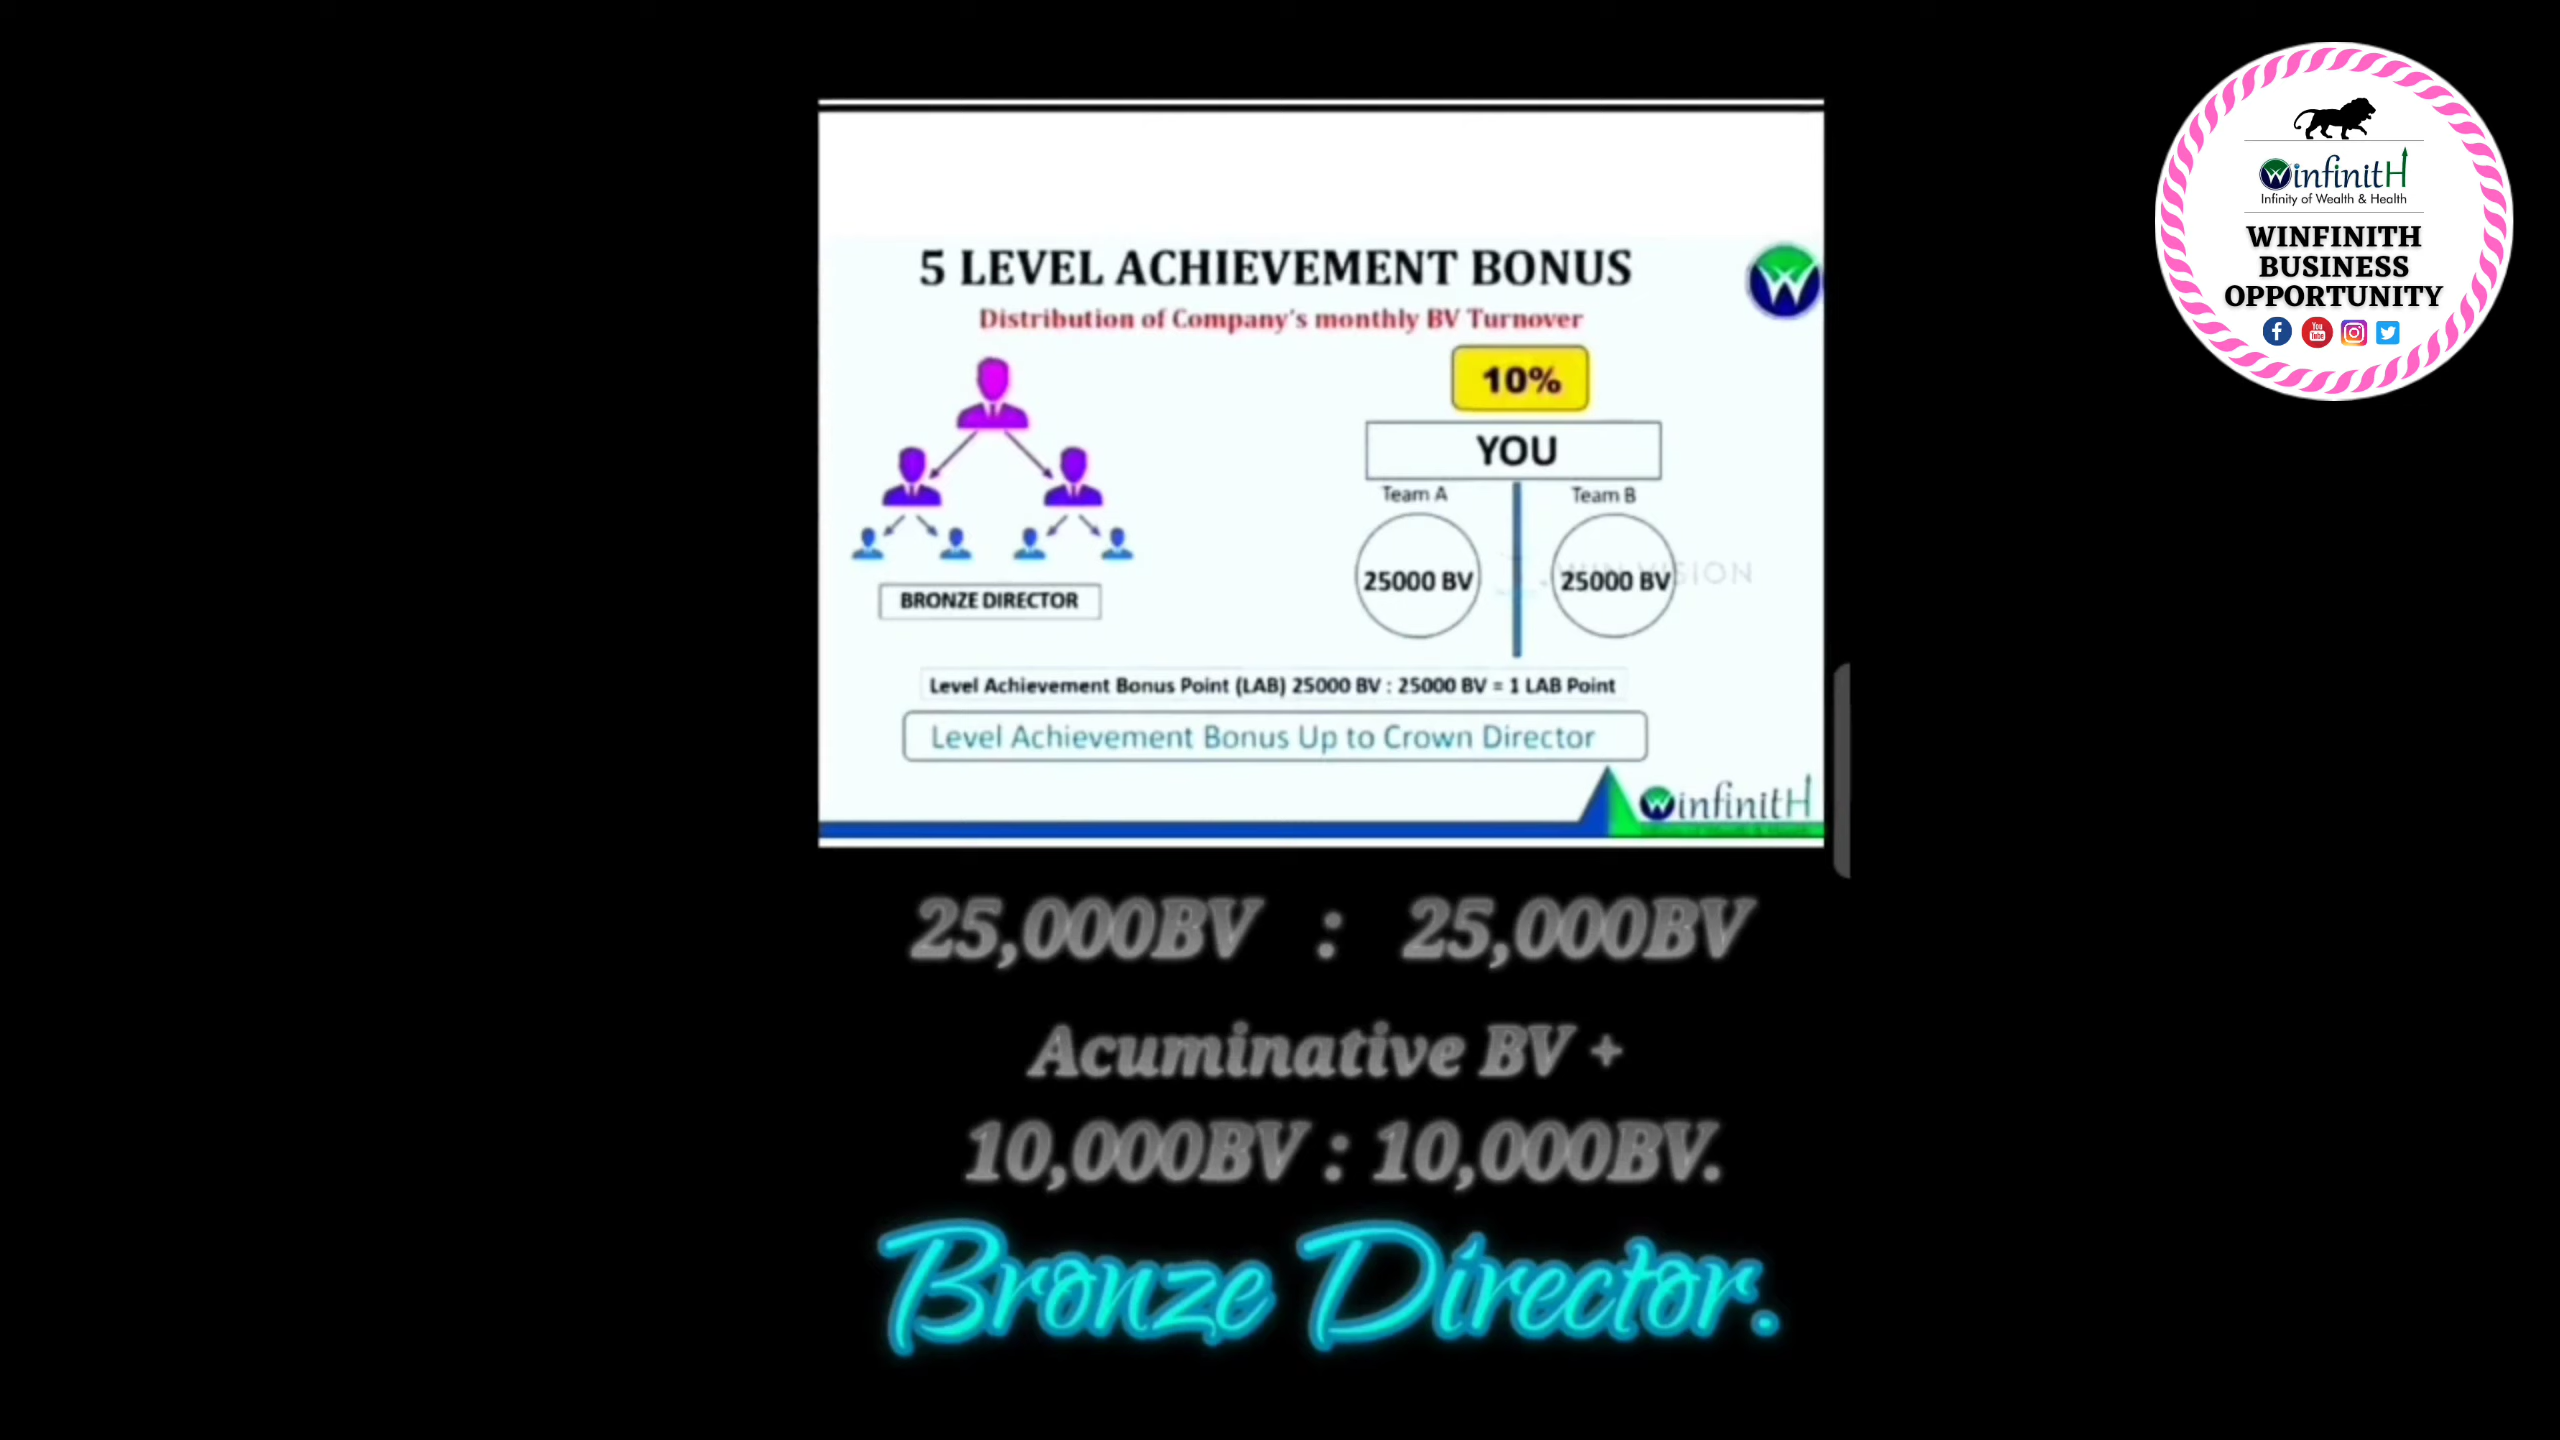 infinitH
Infinity of Wealth & Health
WINFINITH
BUSINESS
OPPORTUNITY
You
Tube
5 LEVEL ACHIEVEMENT BONUS
Distribution of Company's monthly BV Turnover
10%
YOU
Team A Team B
25000 BV 25000 BV
BRONZE DIRECTOR
Level Achievement Bonus Point (LAB) 25000 BV : 25000 BV = 1 LAB Point
Level Achievement Bonus Up to Crown Director
WinfinitH
25,000BV : 25,000BV
Acuminative BV +
10,000BV : 10,000BV.
Bronze Director.